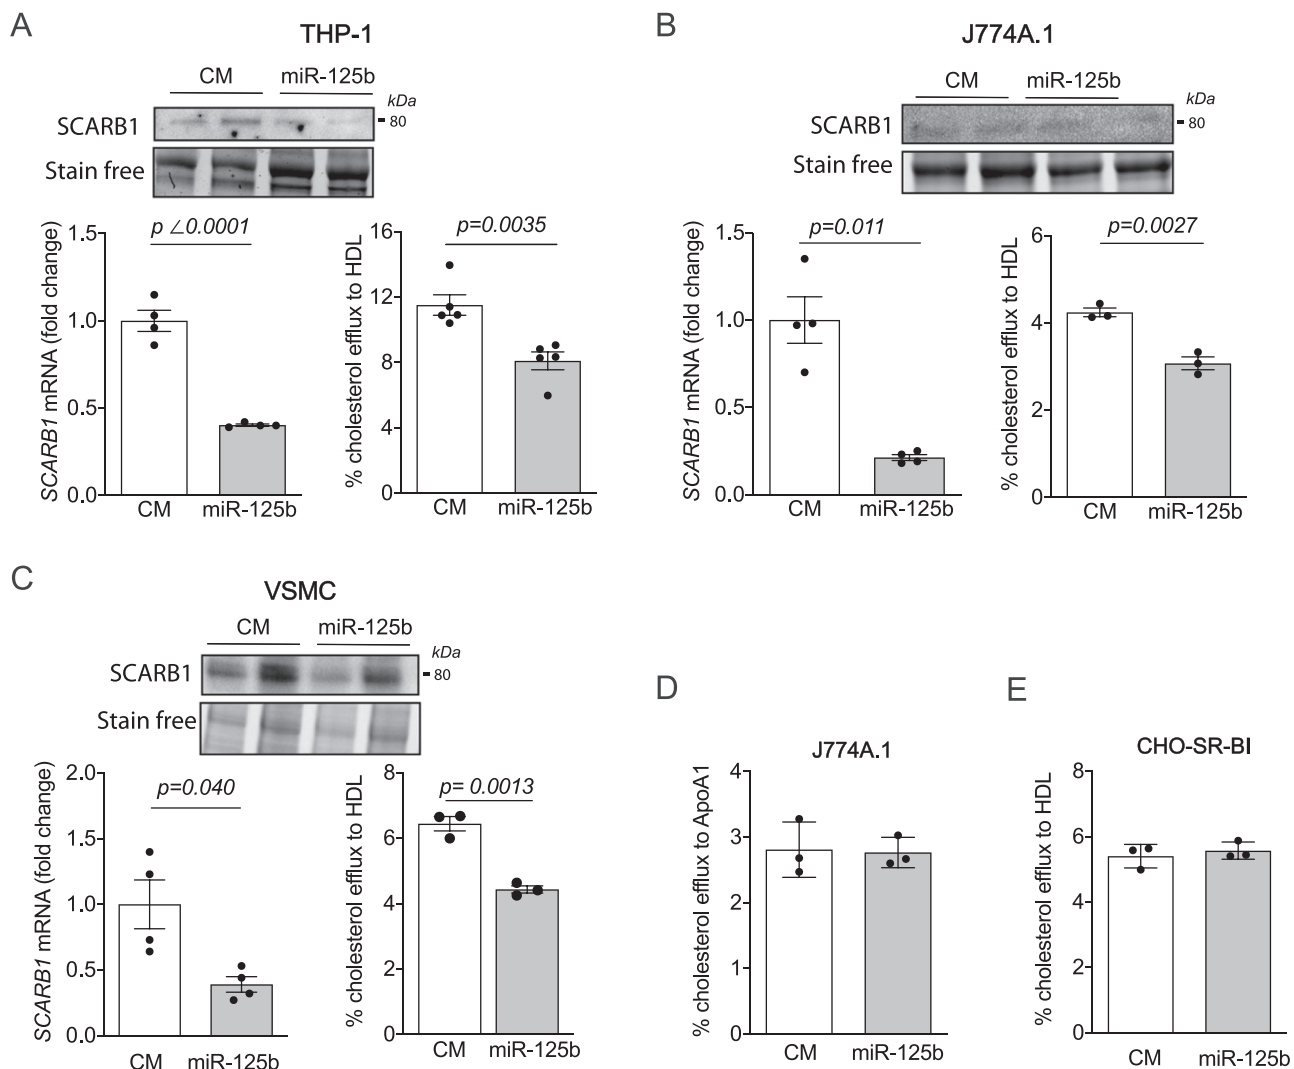 A
THP-1
CM miR-125b
kDa
SCARB1
80
Stain free
SCARB1 mRNA (fold change)
1.5
1.0
0.5
0.0
p ∠0.0001
CM miR-125b
% cholesterol efflux to HDL
16
12
8
4
0
p=0.0035
CM miR-125b
B
J774A.1
CM miR-125b
kDa
SCARB1
80
Stain free
SCARB1 mRNA (fold change)
1.5
1.0
0.5
0.0
p=0.011
CM miR-125b
% cholesterol efflux to HDL
6
4
2
0
p=0.0027
CM miR-125b
C
VSMC
CM miR-125b
kDa
SCARB1
80
Stain free
SCARB1 mRNA (fold change)
2.0
1.5
1.0
0.5
0.0
p=0.040
CM miR-125b
% cholesterol efflux to HDL
8
6
4
2
0
p= 0.0013
CM miR-125b
D
J774A.1
% cholesterol efflux to ApoA1
4
3
2
1
0
CM miR-125b
E
CHO-SR-BI
% cholesterol efflux to HDL
8
6
4
2
0
CM miR-125b